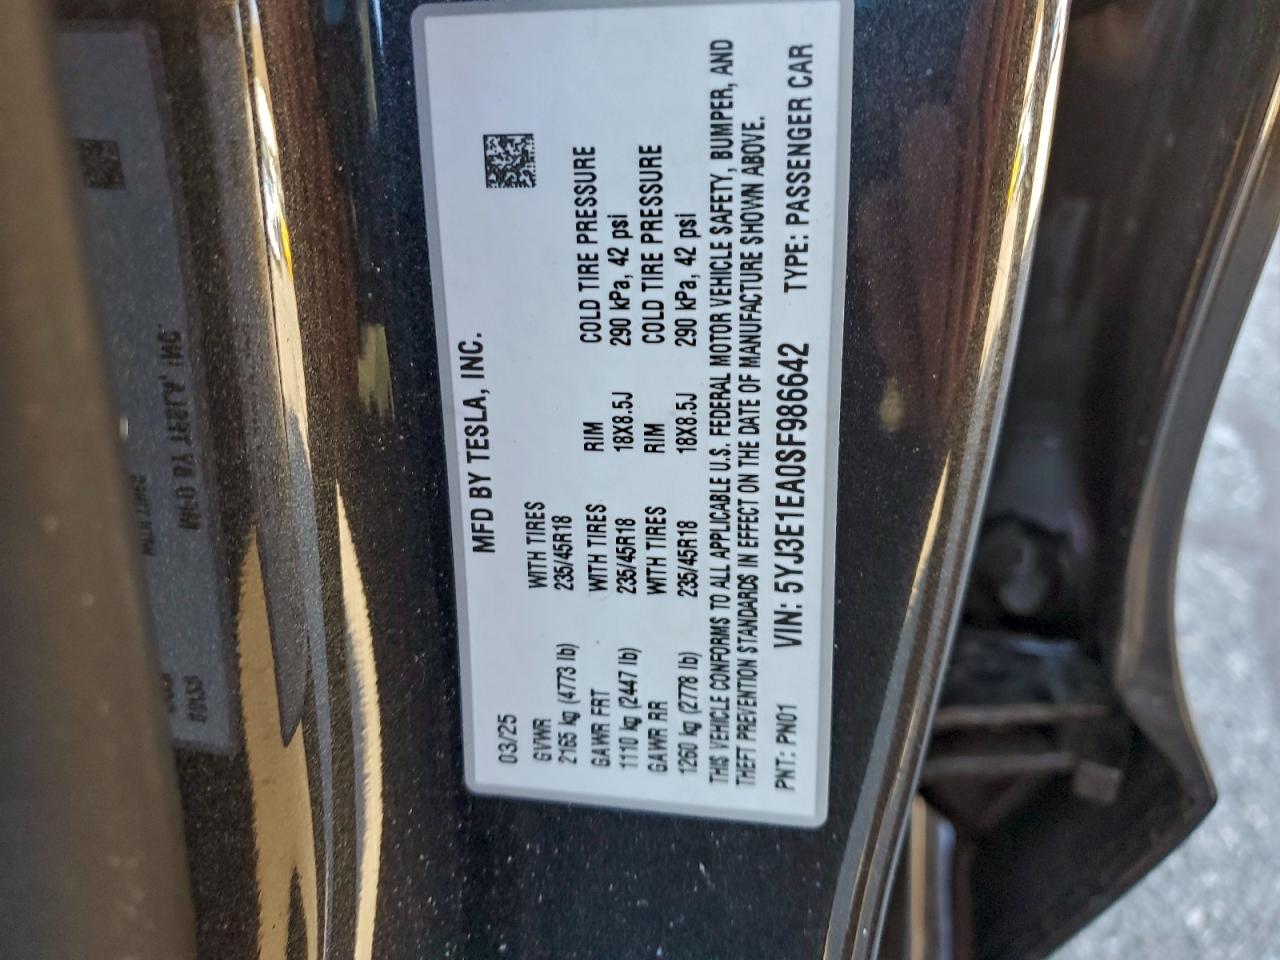 MFD BY TESLA, INC.
03/25
GVWR WITH TIRES
2165 kg (4773 lb) 235/45R18
GAWR FRT WITH TIRES RIM COLD TIRE PRESSURE
1110 kg (2447 lb) 235/45R18 18X8.5J 290 kPa, 42 psi
GAWR RR WITH TIRES RIM COLD TIRE PRESSURE
1260 kg (2778 lb) 235/45R18 18X8.5J 290 kPa, 42 psi
THIS VEHICLE CONFORMS TO ALL APPLICABLE U.S. FEDERAL MOTOR VEHICLE SAFETY, BUMPER, AND
THEFT PREVENTION STANDARDS IN EFFECT ON THE DATE OF MANUFACTURE SHOWN ABOVE.
PNT: PN01 VIN: 5YJ3E1EA0SF986642 TYPE: PASSENGER CAR